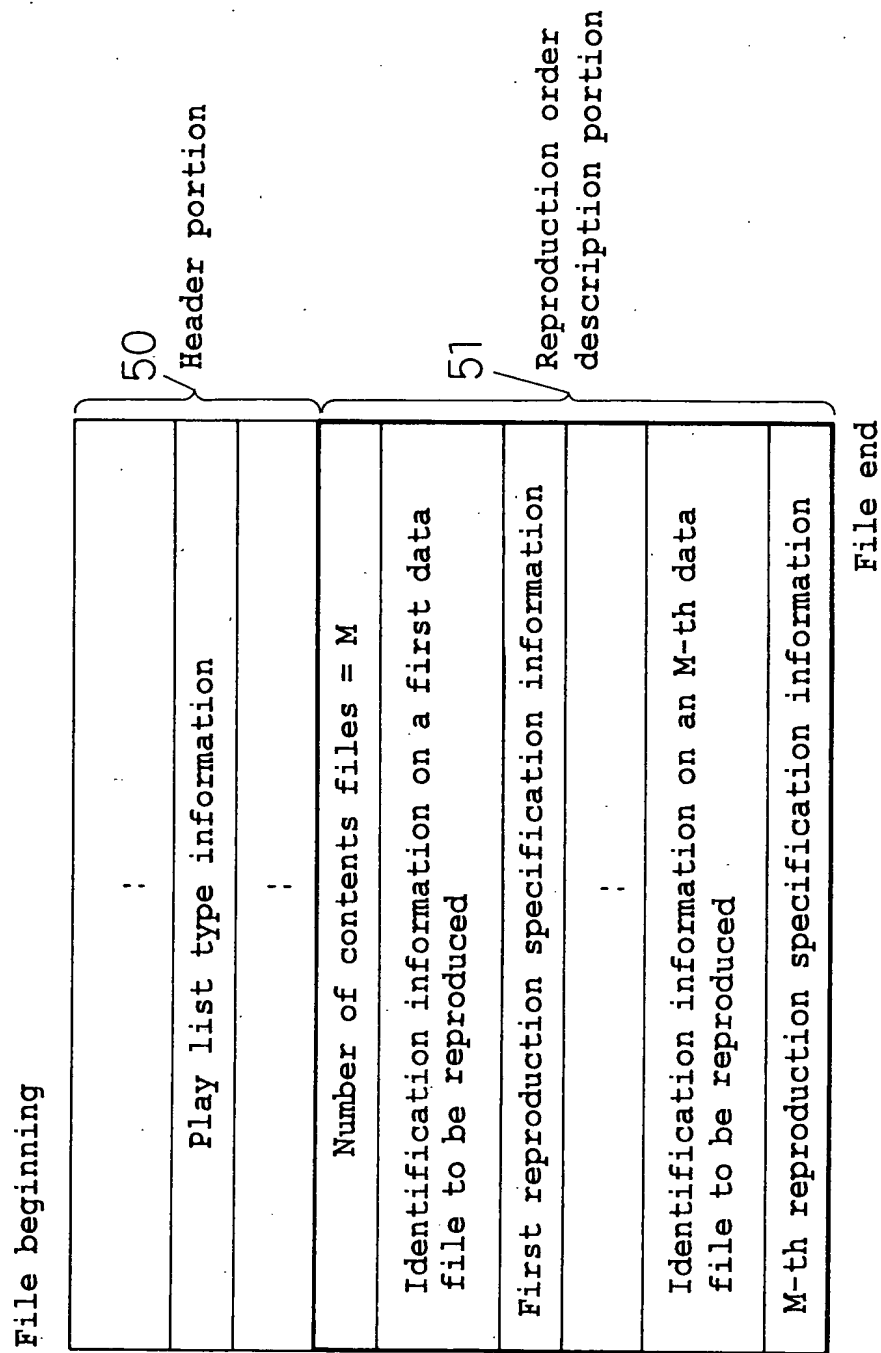 File beginning
:
Play list type information
:
50
Header portion
Number of contents files = M
Identification information on a first data
file to be reproduced
First reproduction specification information
:
Identification information on an M-th data
file to be reproduced
M-th reproduction specification information
51
Reproduction order
description portion
File end